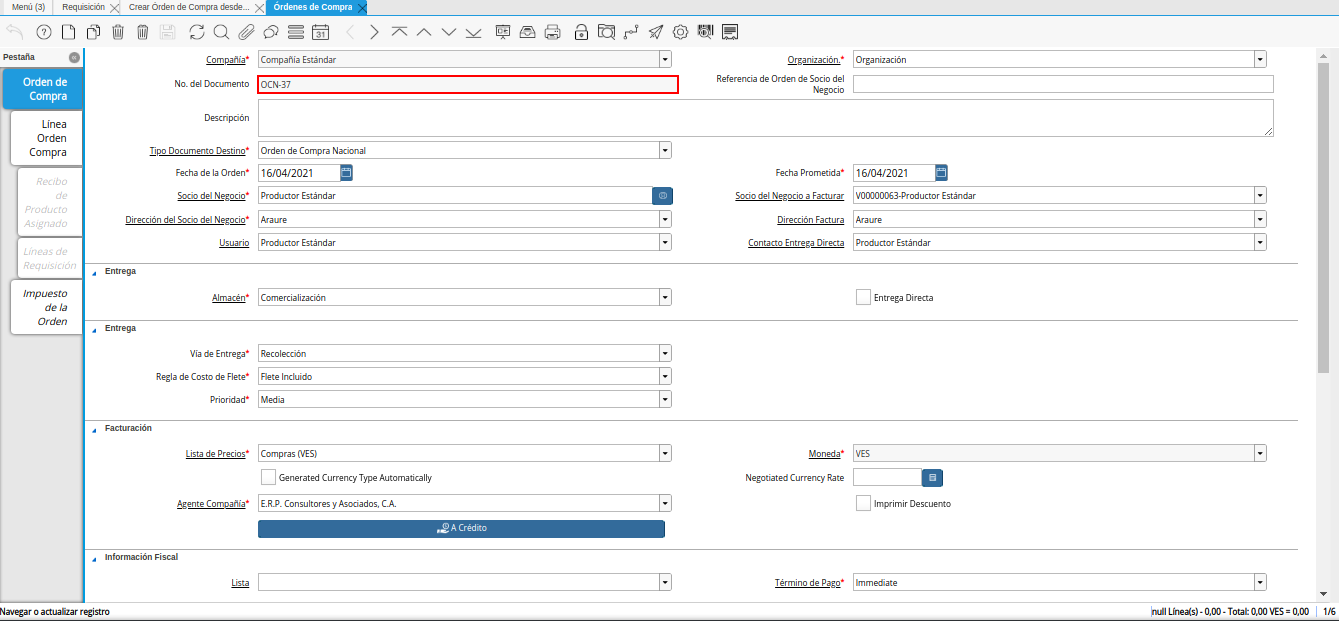 Menú (3) Requisición Crear Orden de Compra desde... Órdenes de Compra
31
Pestaña
Orden de
Compra
Línea
Orden
Compra
Recibo
de
Producto
Asignado
Líneas de
Requisición
Impuesto
de la
Orden
Compañía* Compañía Estándar Organización.* Organización
No. del Documento OCN-37 Referencia de Orden de Socio del
Negocio
Descripción
Tipo Documento Destino* Orden de Compra Nacional
Fecha de la Orden* 16/04/2021 Fecha Prometida* 16/04/2021
Socio del Negocio* Productor Estándar Socio del Negocio a Facturar V00000063-Productor Estándar
Dirección del Socio del Negocio* Araure Dirección Factura Araure
Usuario Productor Estándar Contacto Entrega Directa Productor Estándar
Entrega
Almacén* Comercialización Entrega Directa
Entrega
Vía de Entrega* Recolección
Regla de Costo de Flete* Flete Incluido
Prioridad* Media
Facturación
Lista de Precios* Compras (VES) Moneda* VES
Generated Currency Type Automatically Negotiated Currency Rate
Agente Compañía* E.R.P. Consultores y Asociados, C.A. Imprimir Descuento
A Crédito
Información Fiscal
Lista Término de Pago* Immediate
Navegar o actualizar registro null Línea(s) - 0,00 - Total: 0,00 VES = 0,00 1/6